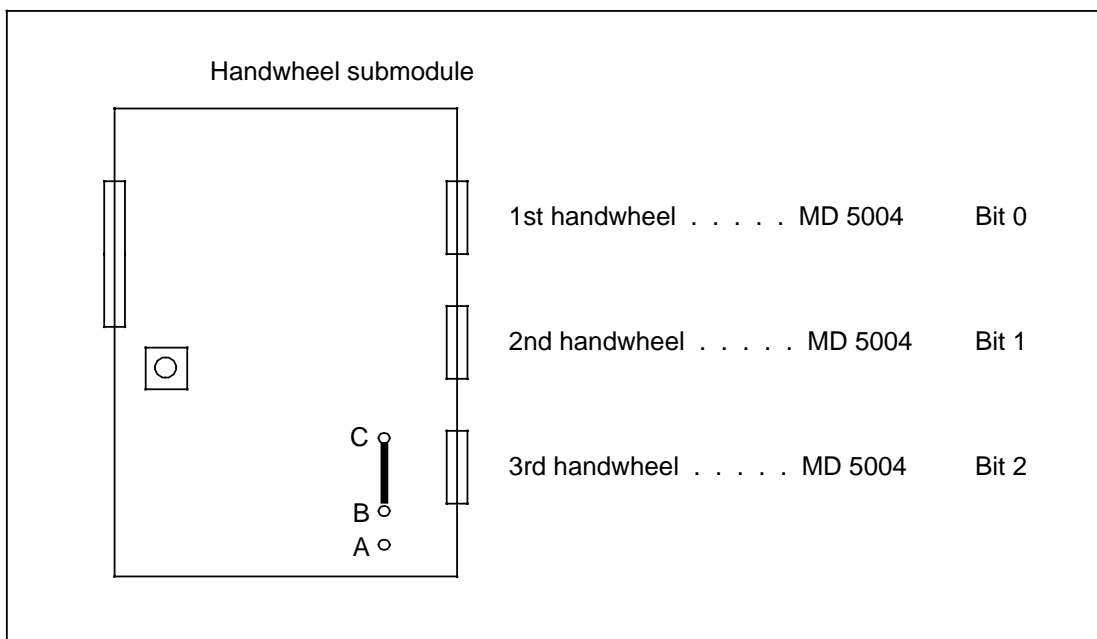 Handwheel submodule
1st handwheel . . . . . MD 5004 Bit 0
2nd handwheel . . . . . MD 5004 Bit 1
C
3rd handwheel . . . . . MD 5004 Bit 2
B
A